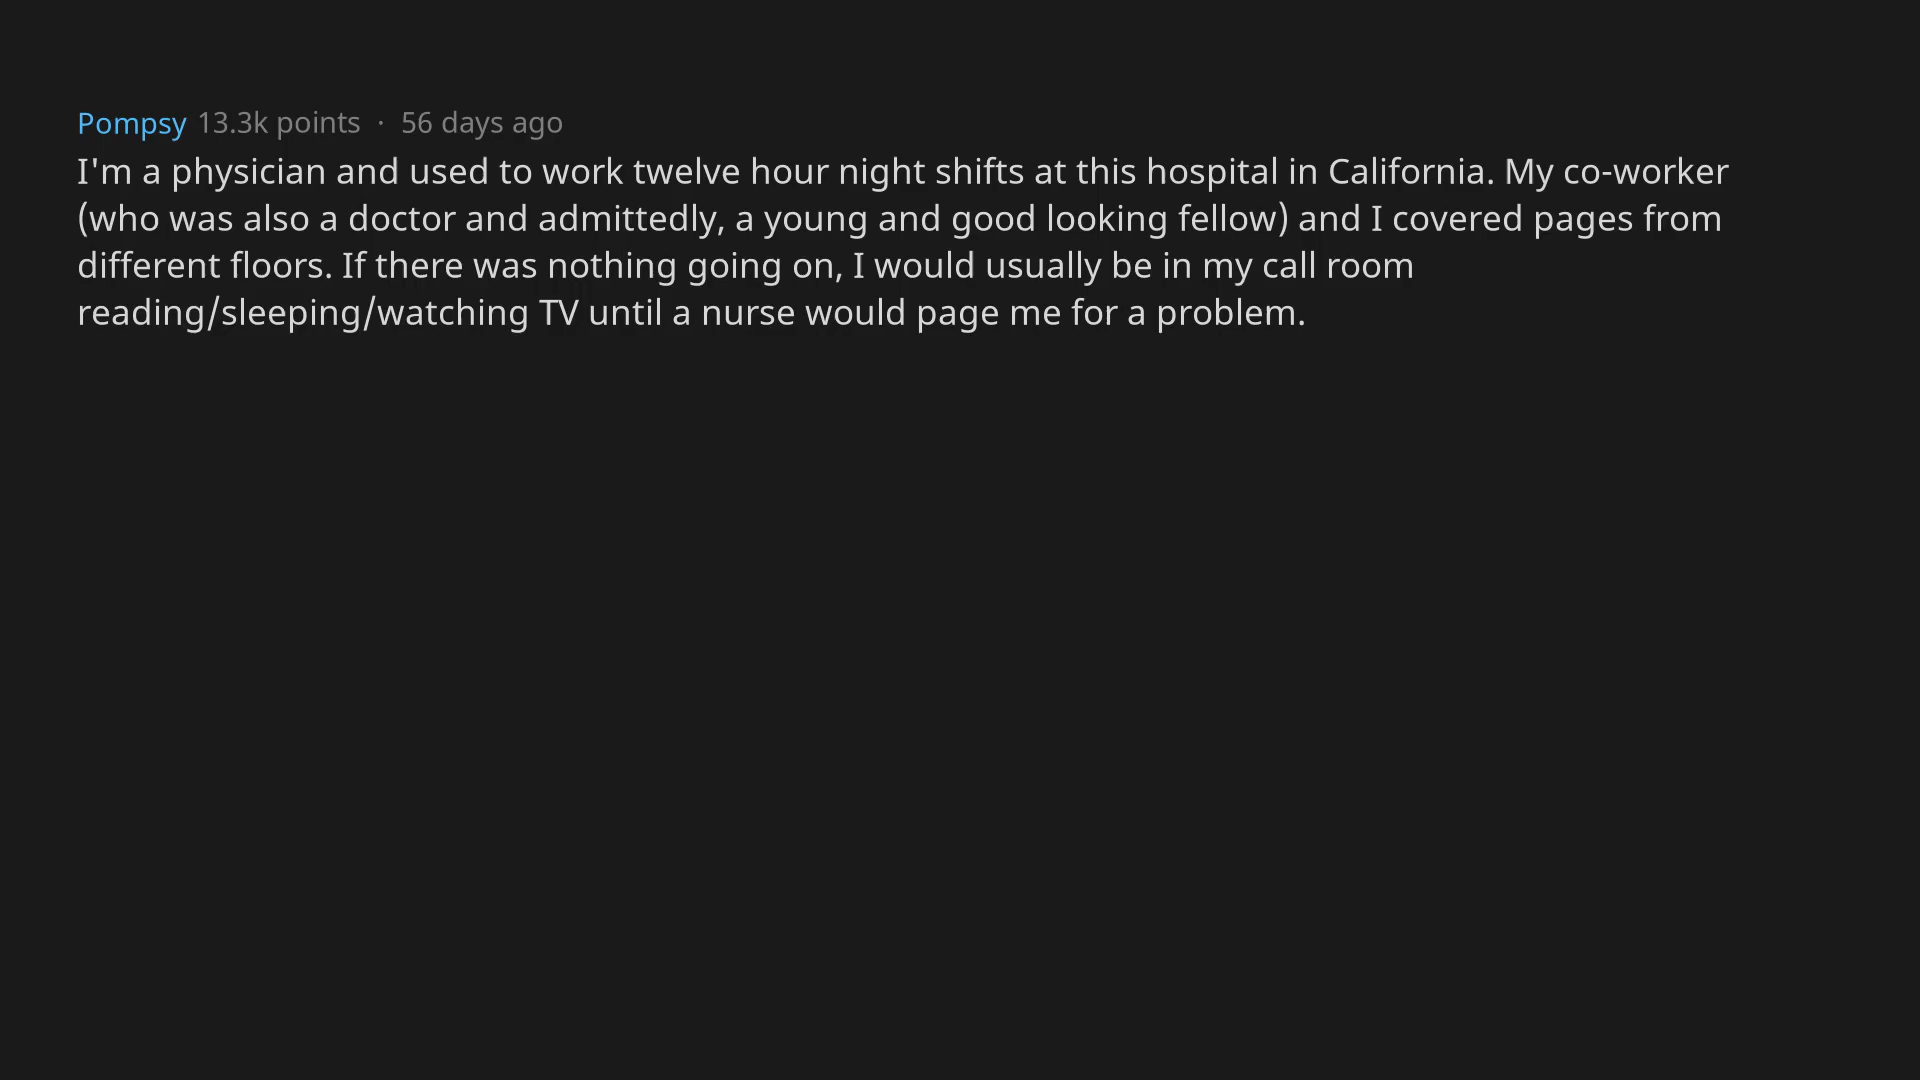 Pompsy 13.3k points · 56 days ago
I'm a physician and used to work twelve hour night shifts at this hospital in California. My co-worker
(who was also a doctor and admittedly, a young and good looking fellow) and I covered pages from
different floors. If there was nothing going on, I would usually be in my call room
reading/sleeping/watching TV until a nurse would page me for a problem.